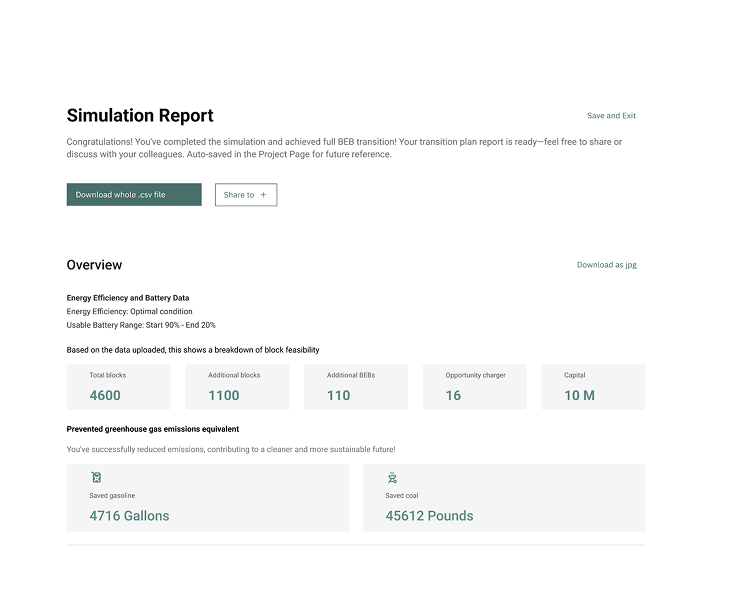 Simulation Report
Save and Exit
Congratulations! You've completed the simulation and achieved full BEB transition! Your transition plan report is ready—feel free to share or
discuss with your colleagues. Auto-saved in the Project Page for future reference.
Download whole .csv file
Share to +
Overview
Download as jpg
Energy Efficiency and Battery Data
Energy Efficiency: Optimal condition
Usable Battery Range: Start 90% - End 20%
Based on the data uploaded, this shows a breakdown of block feasibility
Total blocks
4600
Additional blocks
1100
Additional BEBs
110
Opportunity charger
16
Capital
10 M
Prevented greenhouse gas emissions equivalent
You've successfully reduced emissions, contributing to a cleaner and more sustainable future!
Saved gasoline
4716 Gallons
Saved coal
45612 Pounds